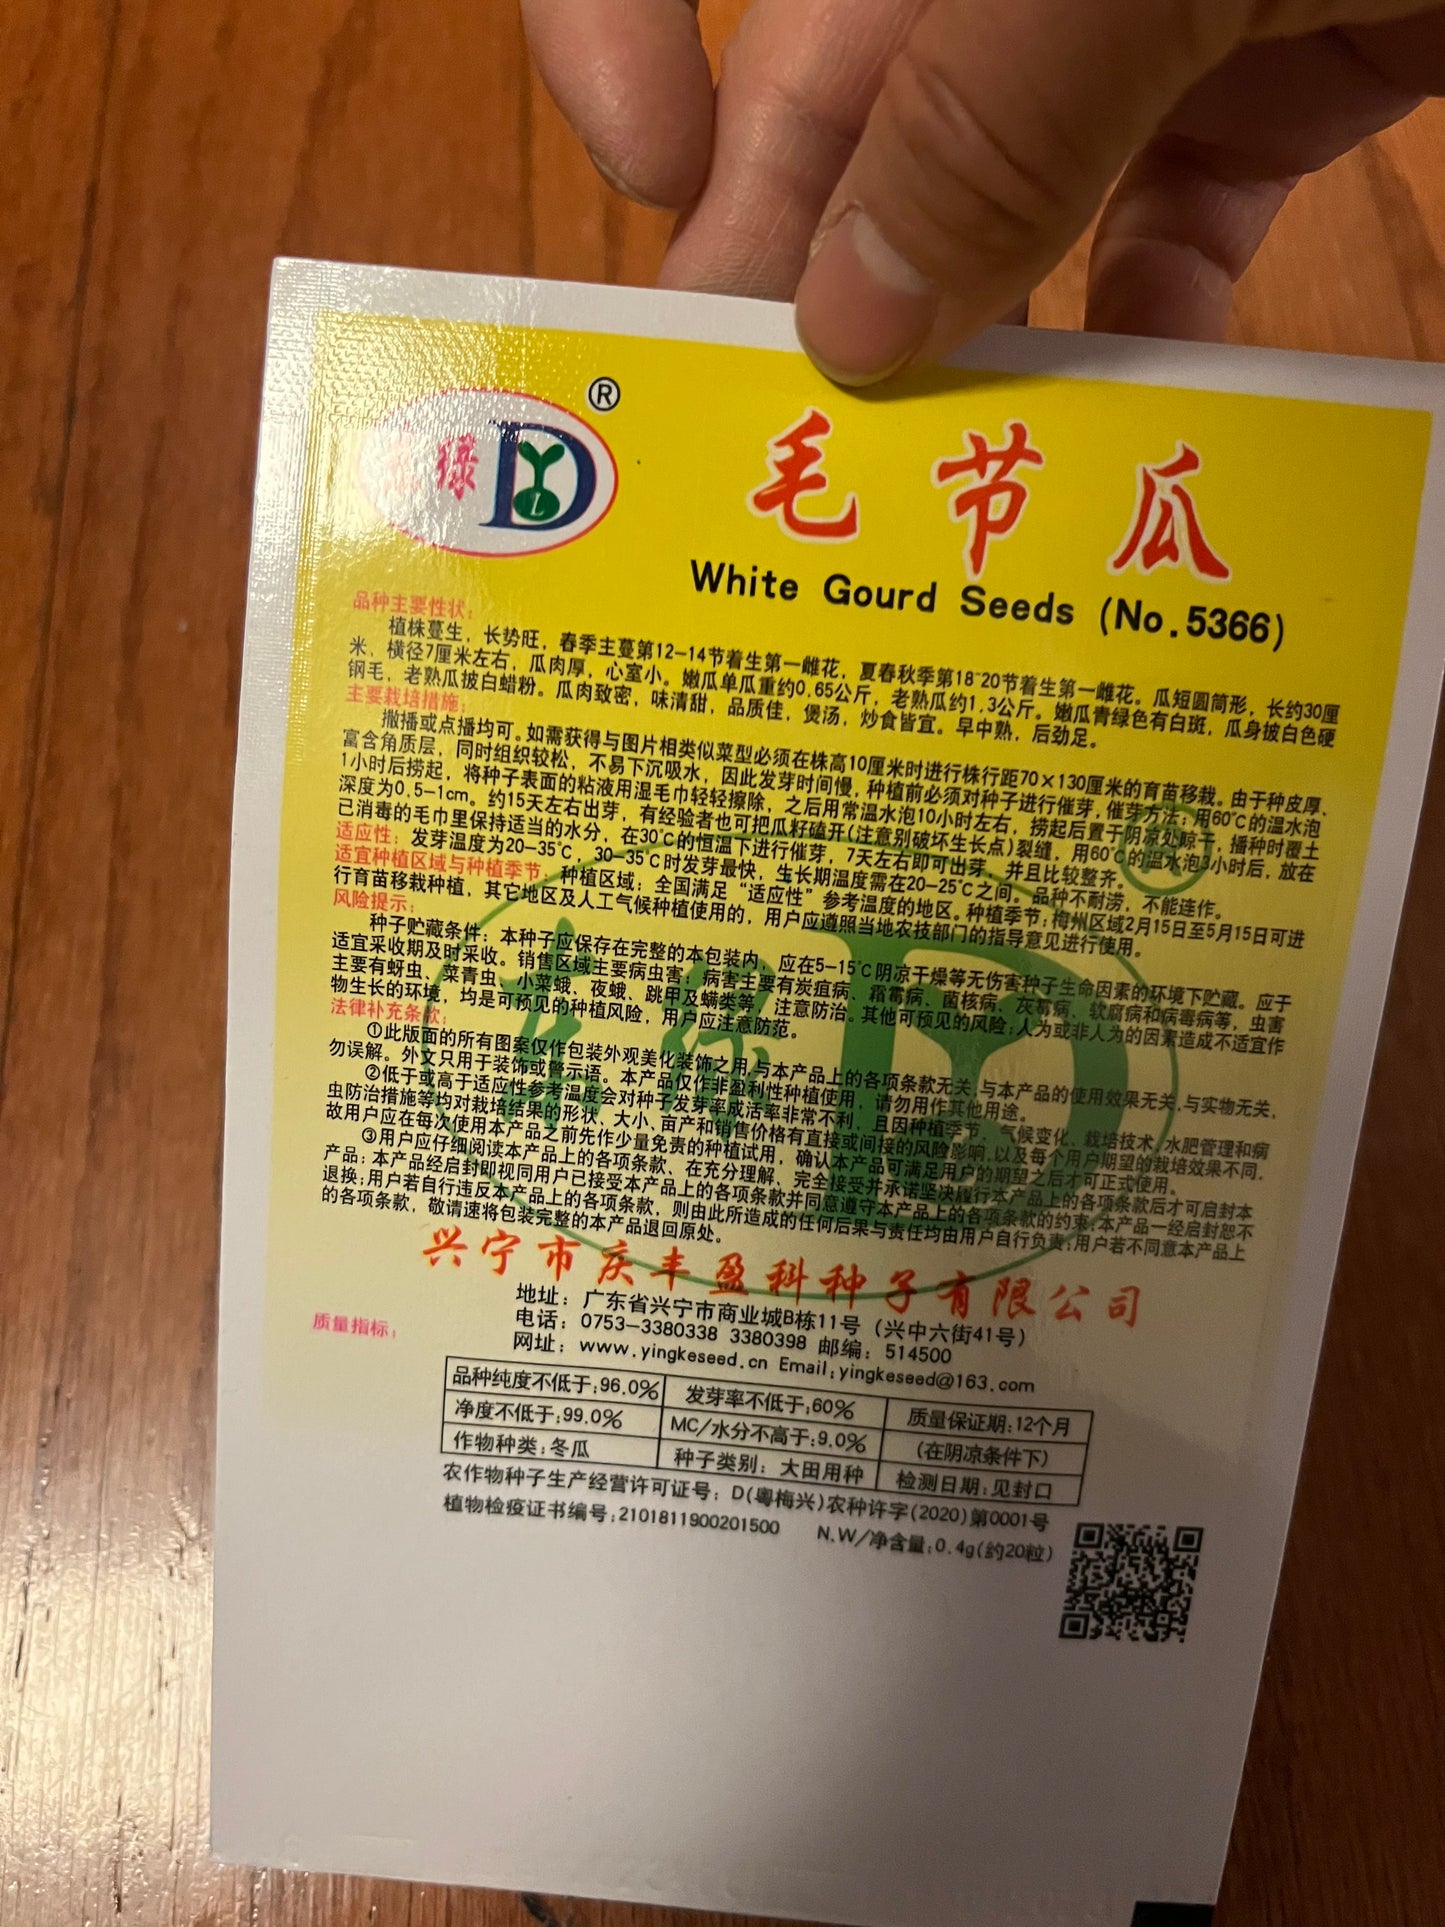 绿
D
L
®
毛节瓜
White Gourd Seeds (No.5366)
品种主要性状:
植株蔓生，长势旺，春季主蔓第12-14节着生第一雌花，夏春秋季第18~20节着生第一雌花。瓜短圆筒形，长约30厘
米、横径7厘米左右，瓜肉厚，心室小。嫩瓜单瓜重约0.65公斤，老熟瓜约1.3公斤。嫩瓜青绿色有白斑，瓜身披白色硬
钢毛，老熟瓜披白蜡粉。瓜肉致密，味清甜，品质佳，煲汤，炒食皆宜。早中熟，后劲足。
主要栽培措施:
撒播或点播均可。如需获得与图片相类似菜型必须在株高10厘米时进行株行距70×130厘米的育苗移栽。由于种皮厚、
富含角质层，同时组织较松，不易下沉吸水，因此发芽时间慢，种植前必须对种子进行催芽，催芽方法:用60℃的温水泡
1小时后捞起，将种子表面的粘液用湿毛巾轻轻擦除，之后用常温水泡10小时左右，捞起后置于阴凉处晾干，播种时覆土
深度为0.5-1cm。约15天左右出芽，有经验者也可把瓜籽磕开(注意别破坏生长点)裂缝，用60℃的温水泡3小时后，放在
已消毒的毛巾里保持适当的水分，在30℃的恒温下进行催芽，7天左右即可出芽，并且比较整齐。
适应性: 发芽温度为20-35℃，30-35℃时发芽最快，生长期温度需在20-25℃之间。品种不耐涝，不能连作。
适宜种植区域与种植季节: 种植区域: 全国满足“适应性”参考温度的地区。种植季节:梅州区域2月15日至5月15日可进
行育苗移栽种植，其它地区及人工气候种植使用的，用户应遵照当地农技部门的指导意见进行使用。
风险提示:
种子贮藏条件: 本种子应保存在完整的本包装内，应在5-15℃阴凉干燥等无伤害种子生命因素的环境下贮藏。应于
适宜采收期及时采收。销售区域主要病虫害: 病害主要有炭疽病、霜霉病、菌核病、灰霉病、软腐病和病毒病等，虫害
主要有蚜虫、菜青虫、小菜蛾、夜蛾、跳甲及螨类等，注意防治。其他可预见的风险:人为或非人为的因素造成不适宜作
物生长的环境，均是可预见的种植风险，用户应注意防范。
法律补充条款:
①此版面的所有图案仅作包装外观美化装饰之用,与本产品上的各项条款无关,与本产品的使用效果无关,与实物无关,
勿误解。外文只用于装饰或警示语。本产品仅作非盈利性种植使用，请勿用作其他用途。
②低于或高于适应性参考温度会对种子发芽率成活率非常不利，且因种植季节、气候变化、栽培技术,水肥管理和病
虫防治措施等均对栽培结果的形状、大小、亩产和销售价格有直接或间接的风险影响,以及每个用户期望的栽培效果不同,
故用户应在每次使用本产品之前先作少量免责的种植试用，确认本产品可满足用户的期望之后才可正式使用。
③用户应仔细阅读本产品上的各项条款、在充分理解、完全接受并承诺坚决履行本产品上的各项条款后才可启封本
产品；本产品经启封即视同用户已接受本产品上的各项条款并同意遵守本产品上的各项条款的约束;本产品一经启封恕不
退换;用户若自行违反本产品上的各项条款，则由此所造成的任何后果与责任均由用户自行负责;用户若不同意本产品上
的各项条款，敬请速将包装完整的本产品退回原处。
兴宁市庆丰盈科种子有限公司
地址: 广东省兴宁市商业城B栋11号 (兴中六街41号)
电话: 0753-3380338 3380398 邮编: 514500
网址: www.yingkeseed.cn Email:yingkeseed@163.com
质量指标:
品种纯度不低于:96.0% 发芽率不低于:60% 质量保证期:12个月
净度不低于:99.0% MC/水分不高于:9.0% (在阴凉条件下)
作物种类:冬瓜 种子类别: 大田用种 检测日期:见封口
农作物种子生产经营许可证号: D(粤梅兴)农种许字(2020)第0001号
植物检疫证书编号:2101811900201500 N.W/净含量:0.4g(约20粒)